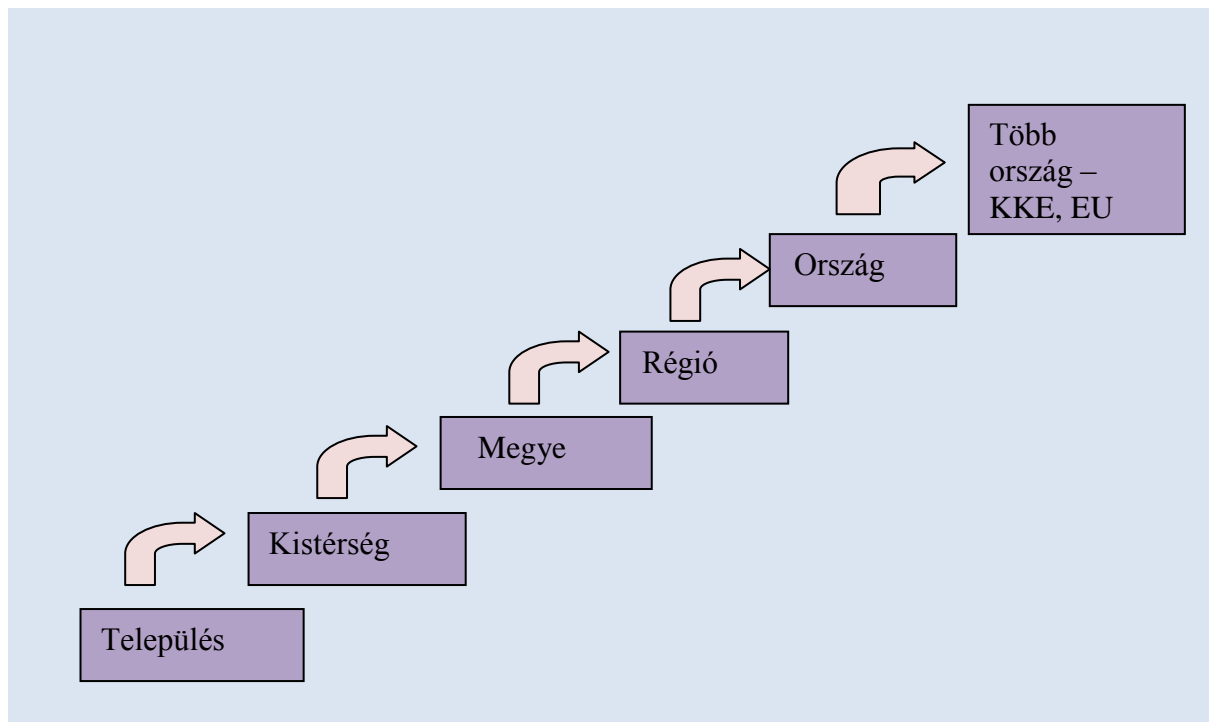 Több
ország –
KKE, EU
Ország
Régió
Megye
Kistérség
Település